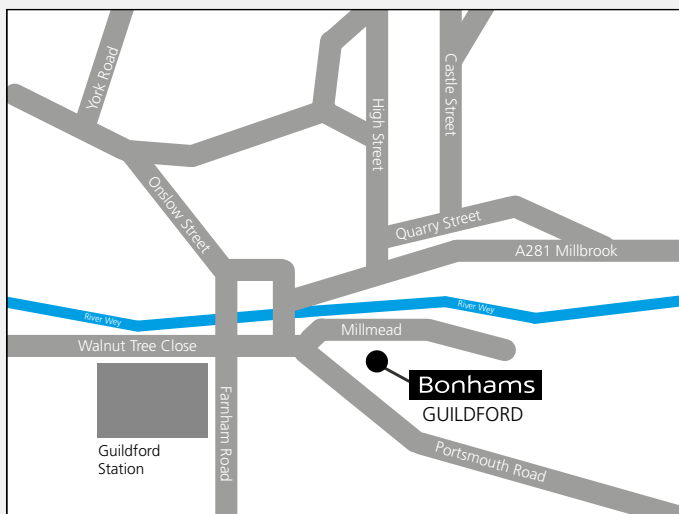 York Road
High Street
Castle Street
Onslow Street
Quarry Street
A281 Millbrook
River Wey
River Wey
Millmead
Walnut Tree Close
Bonhams
GUILDFORD
Farnham Road
Guildford
Station
Portsmouth Road